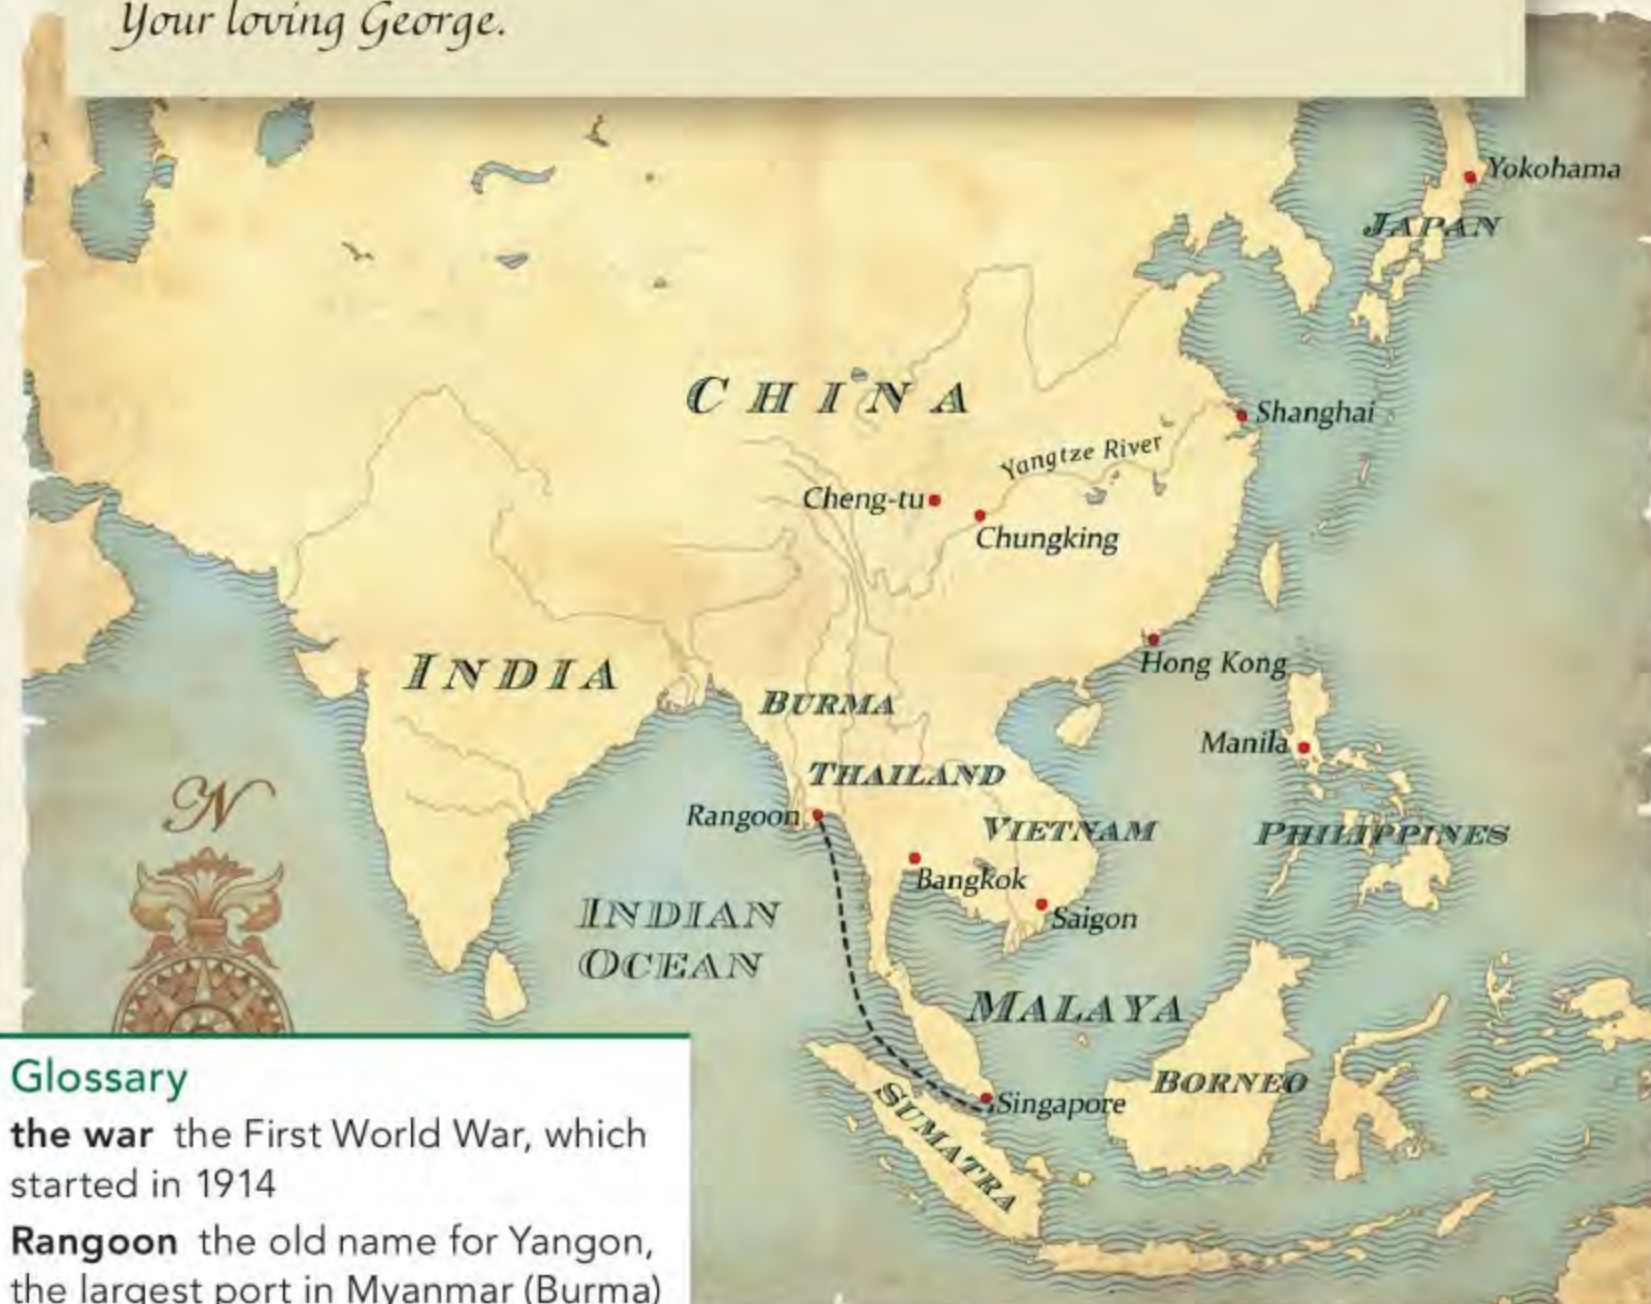 Your loving George.
Yokohama
JAPAN
CHINA
Shanghai
Yangtze River
Cheng-tu
Chungking
INDIA
Hong Kong
BURMA
Manila
THAILAND
Rangoon
VIETNAM
PHILIPPINES
N
Bangkok
INDIAN
OCEAN
Saigon
MALAYA
BORNEO
Singapore
SUMATRA
Glossary
the war the First World War, which
started in 1914
Rangoon the old name for Yangon,
the largest port in Myanmar (Burma)